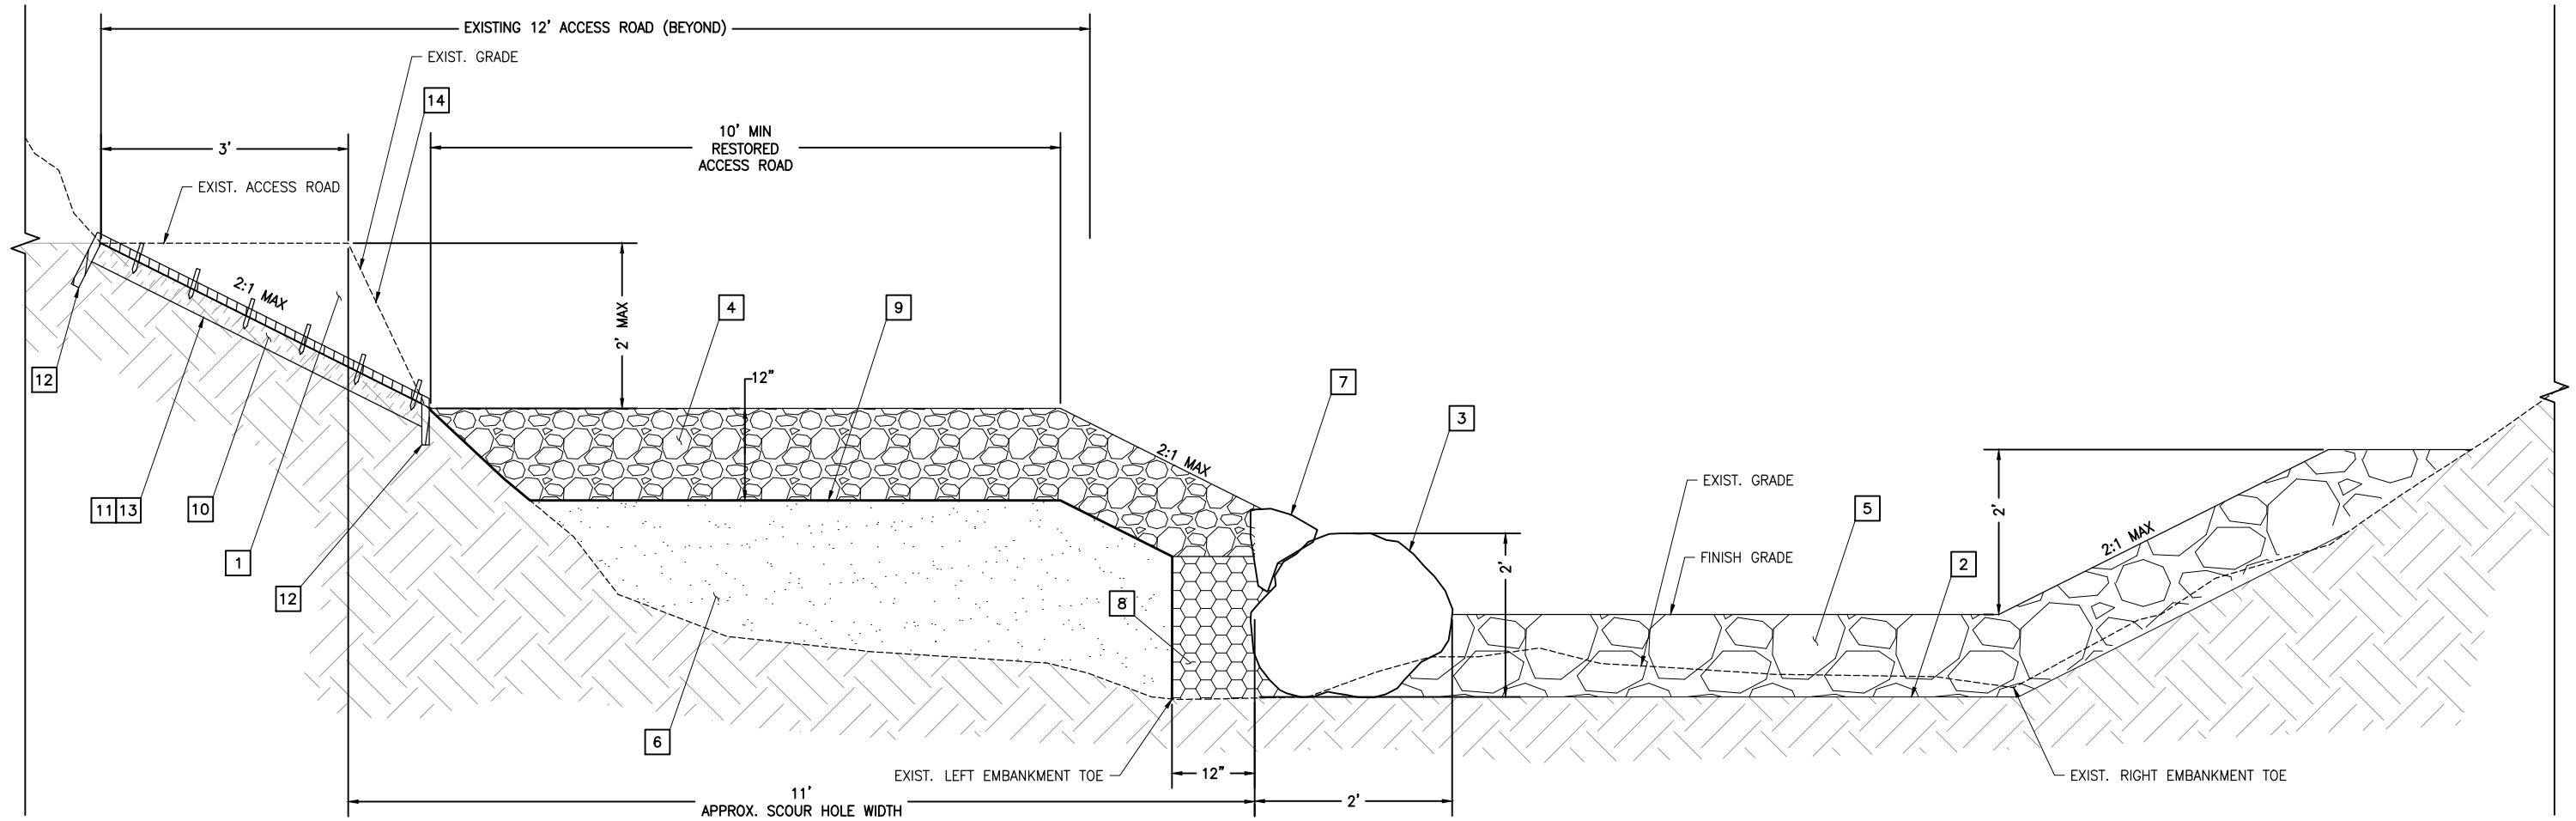 EXISTING 12' ACCESS ROAD (BEYOND)
EXIST. GRADE
14
10' MIN
RESTORED
ACCESS ROAD
3'
EXIST. ACCESS ROAD
2:1 MAX
2' MAX
4
9
12
12"
7
3
2:1 MAX
EXIST. GRADE
5
2'
2:1 MAX
11 13
10
1
12
FINISH GRADE
2
2'
8
6
EXIST. LEFT EMBANKMENT TOE
12"
EXIST. RIGHT EMBANKMENT TOE
11'
APPROX. SCOUR HOLE WIDTH
2'